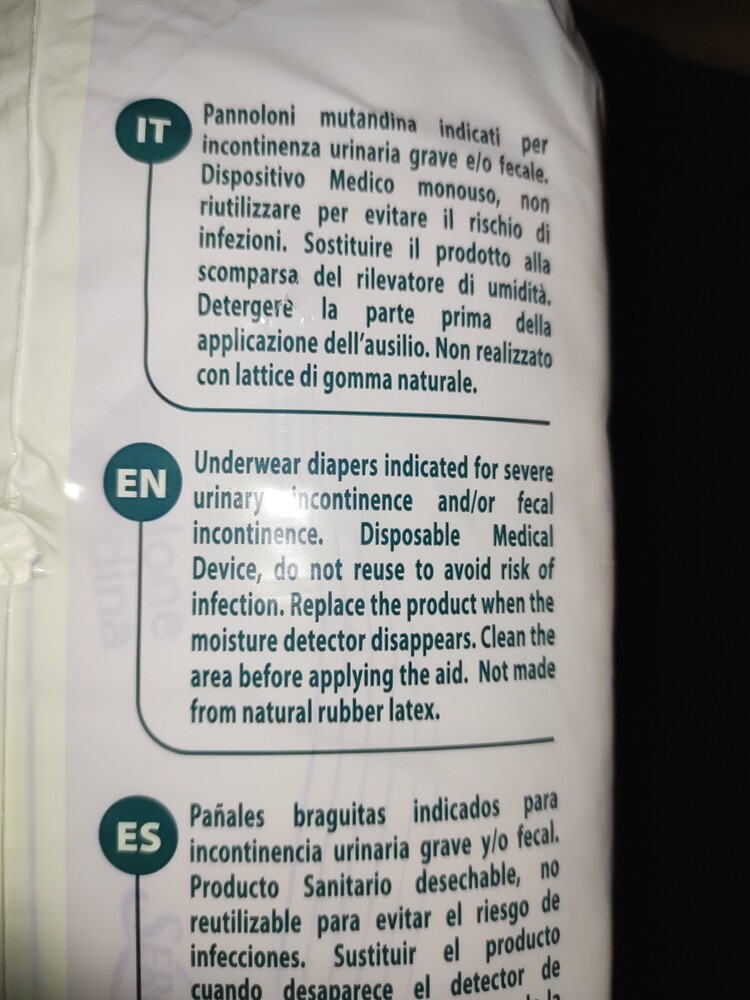 IT
Pannoloni mutandina indicati per
incontinenza urinaria grave e/o fecale.
Dispositivo Medico monouso, non
riutilizzare per evitare il rischio di
infezioni. Sostituire il prodotto alla
scomparsa del rilevatore di umidità.
Detergere la parte prima della
applicazione dell'ausilio. Non realizzato
con lattice di gomma naturale.
EN
Underwear diapers indicated for severe
urinary incontinence and/or fecal
incontinence. Disposable Medical
Device, do not reuse to avoid risk of
infection. Replace the product when the
moisture detector disappears. Clean the
area before applying the aid. Not made
from natural rubber latex.
ES
Pañales braguitas indicados para
incontinencia urinaria grave y/o fecal.
Producto Sanitario desechable, no
reutilizable para evitar el riesgo de
infecciones. Sustituir el producto
cuando desaparece el detector de